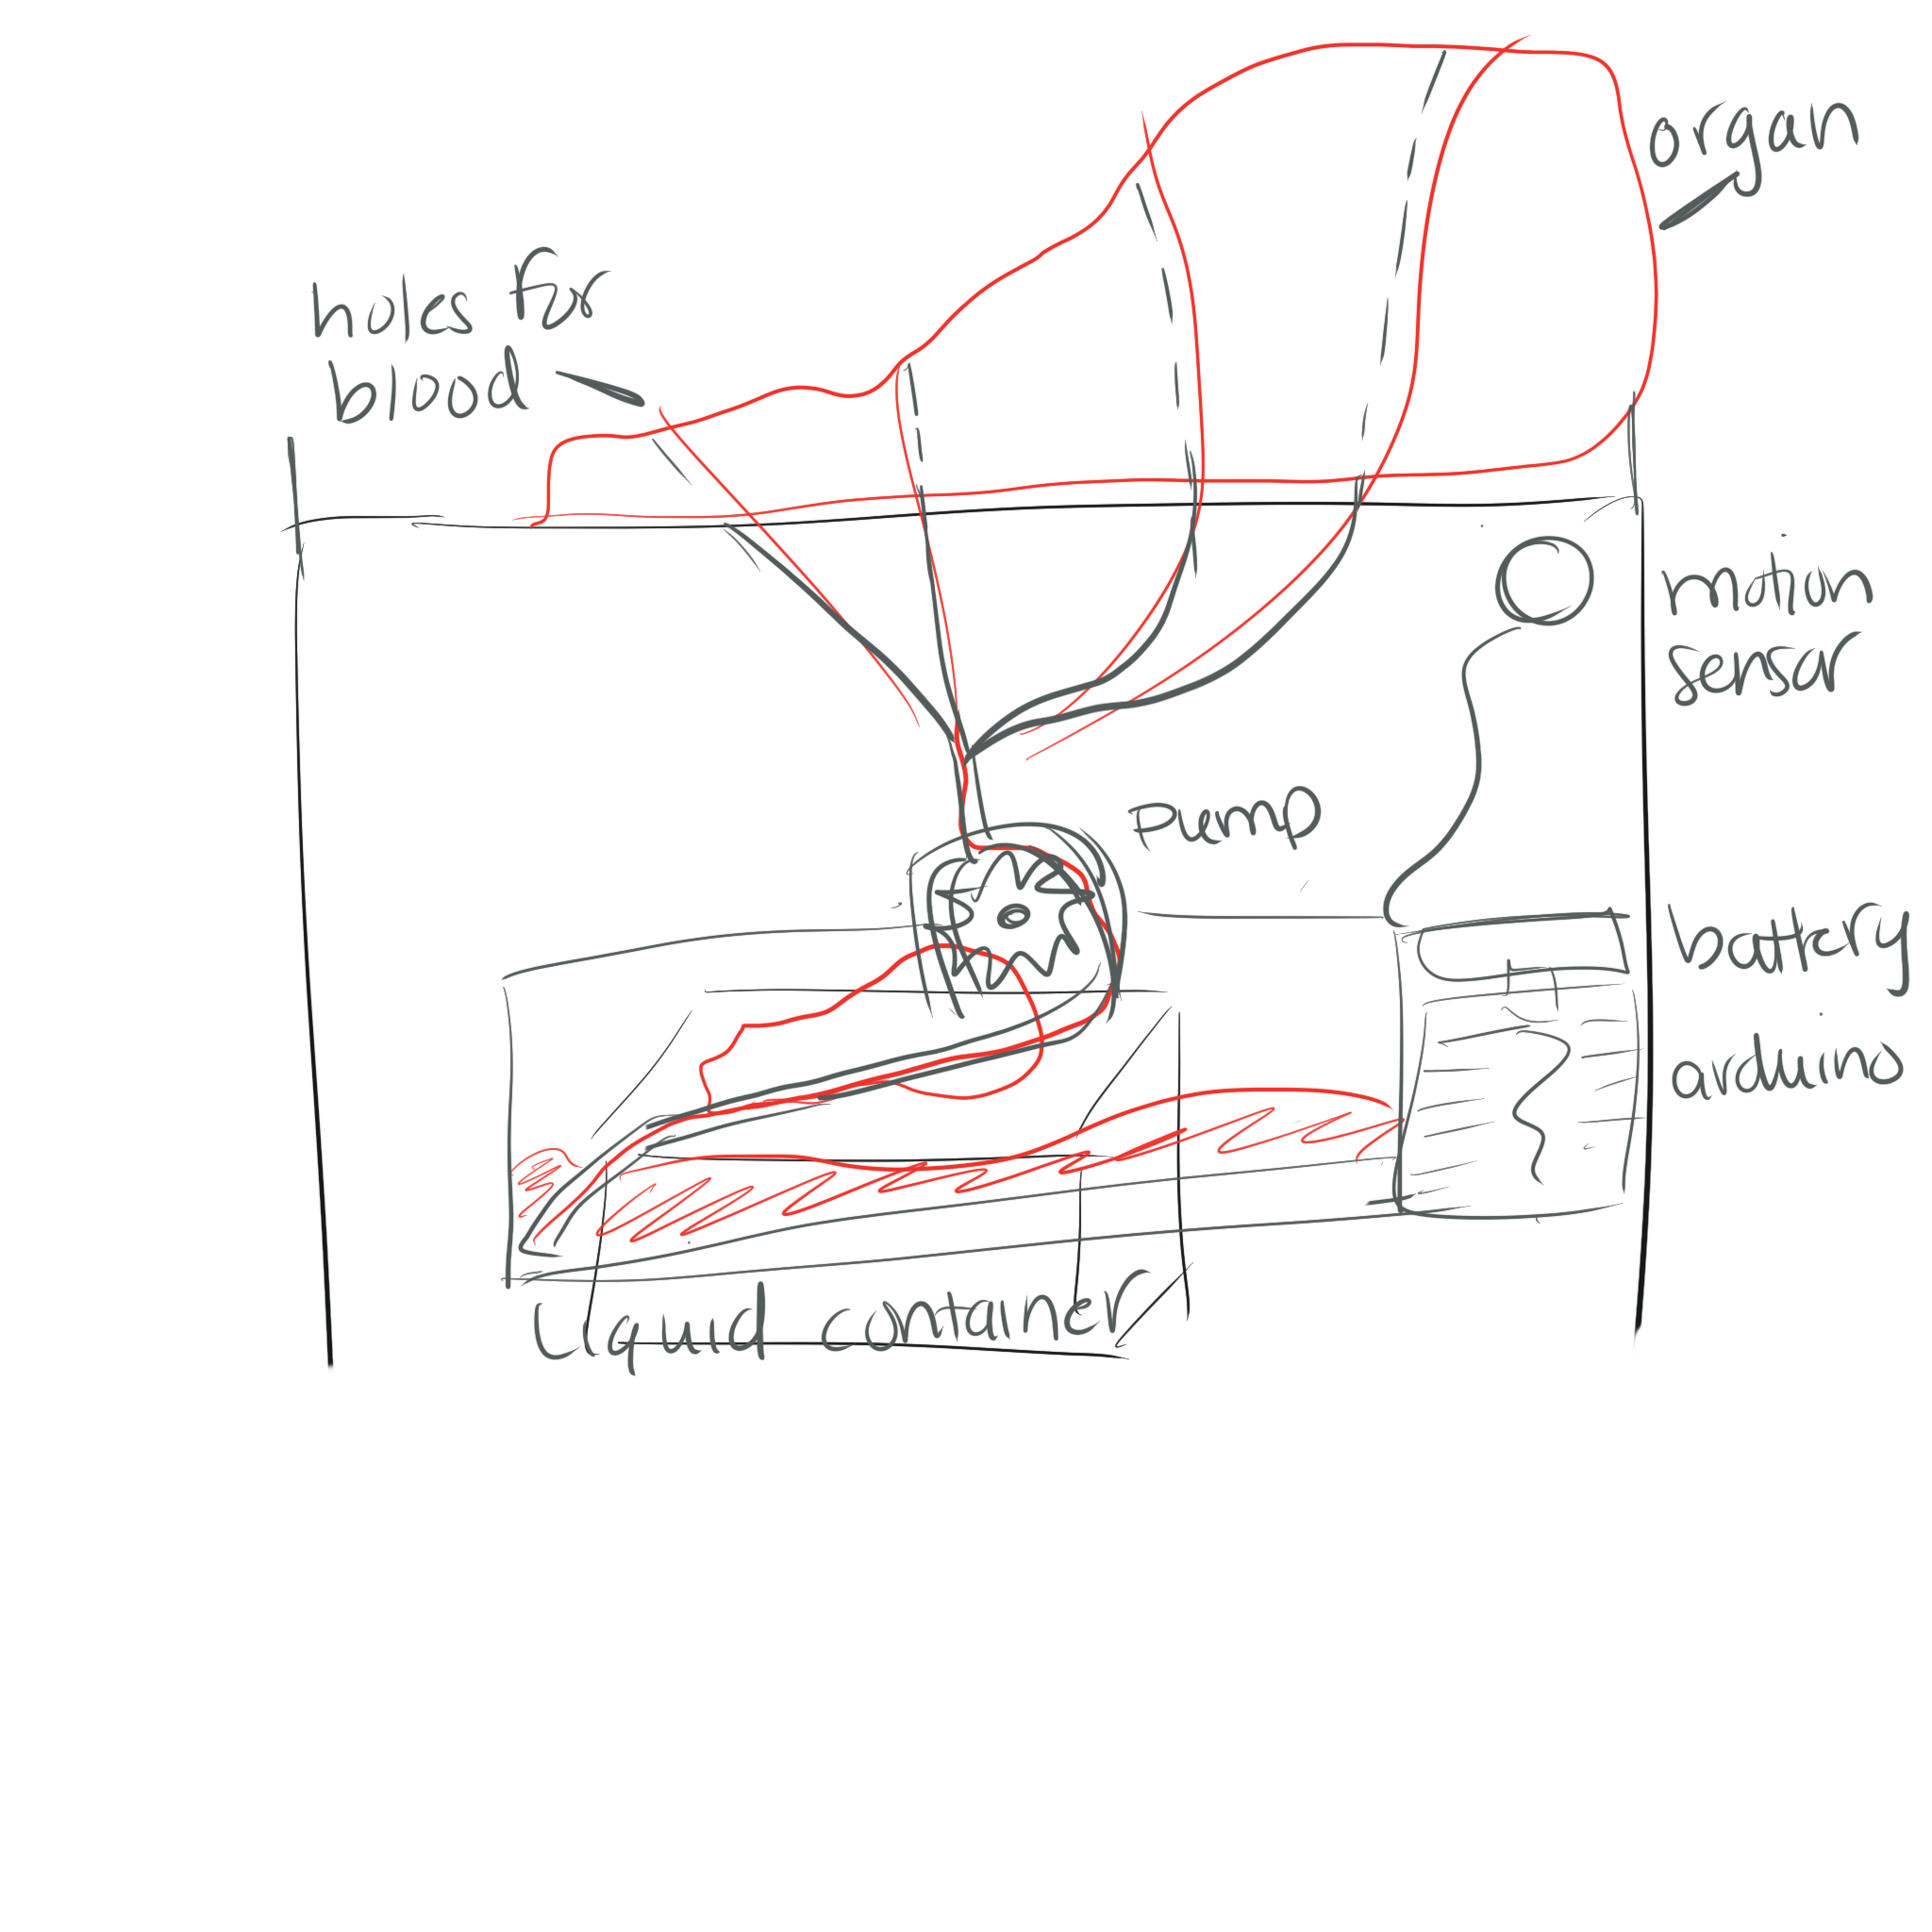 organ
holes for
blood
motion
sensor
pump
battery
arduino
Liquid container